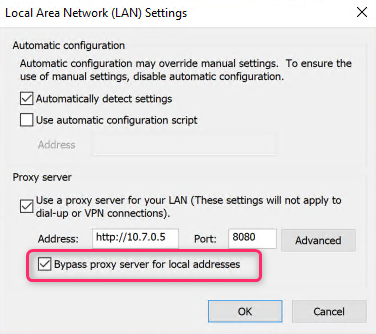 Local Area Network (LAN) Settings
Automatic configuration
Automatic configuration may override manual settings. To ensure the
use of manual settings, disable automatic configuration.
Automatically detect settings
Use automatic configuration script
Address
Proxy server
Use a proxy server for your LAN (These settings will not apply to
dial-up or VPN connections).
Address: http://10.7.0.5 Port: 8080 Advanced
Bypass proxy server for local addresses
OK Cancel